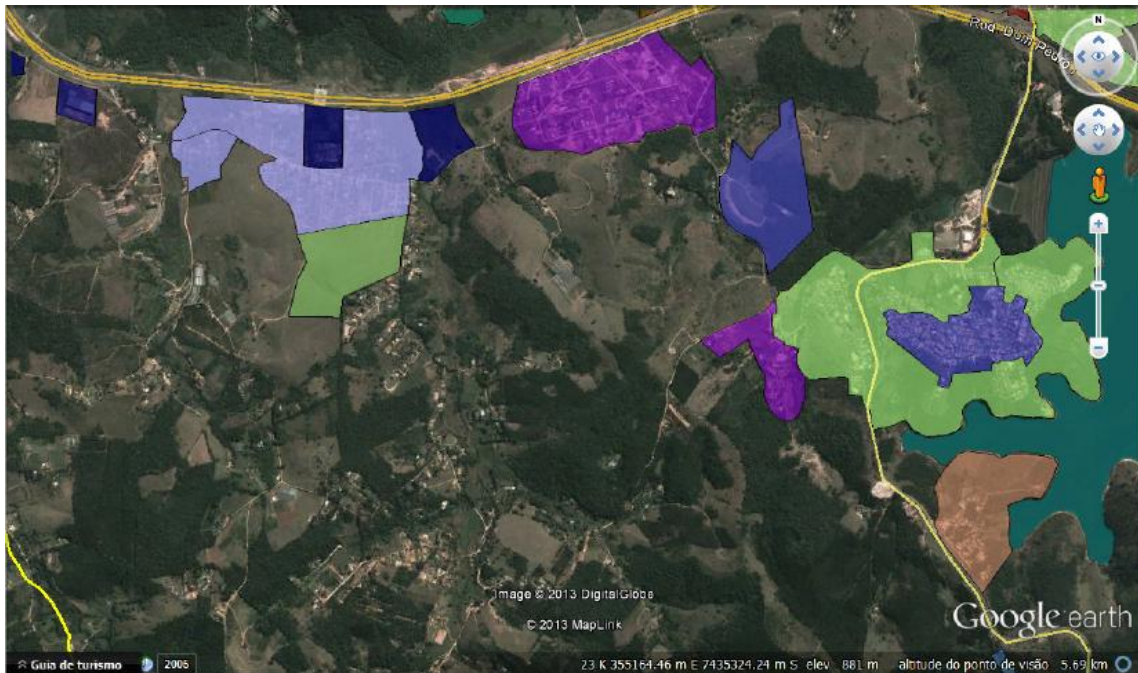 N
Rod. Dom Pedro
Image © 2013 DigitalGlobe
© 2013 MapLink
Google earth
Guia de turismo
2006
23 K 355164.46 m E 7435324.24 m S elev 881 m altitude do ponto de visão 5.69 km